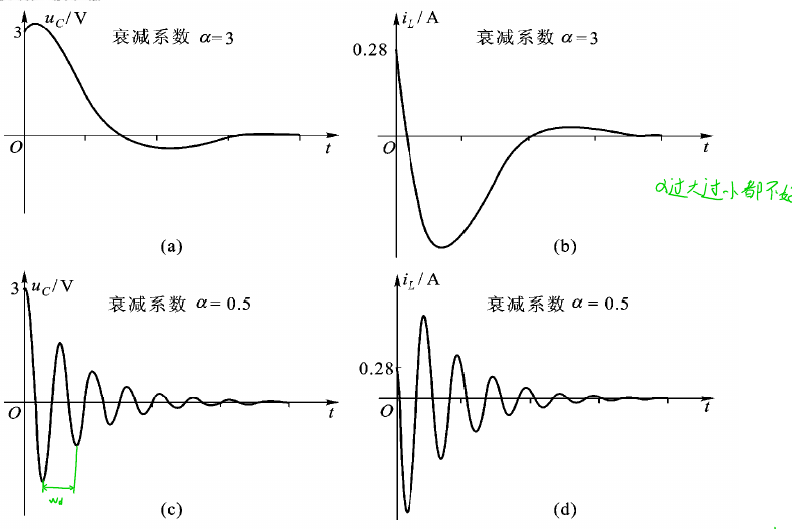 u_C/V
3
衰减系数 α=3
O
t
(a)
i_L/A
0.28
衰减系数 α=3
O
t
(b)
α过大过小都不
u_C/V
3
衰减系数 α=0.5
O
t
(c)
i_L/A
衰减系数 α=0.5
0.28
O
t
(d)